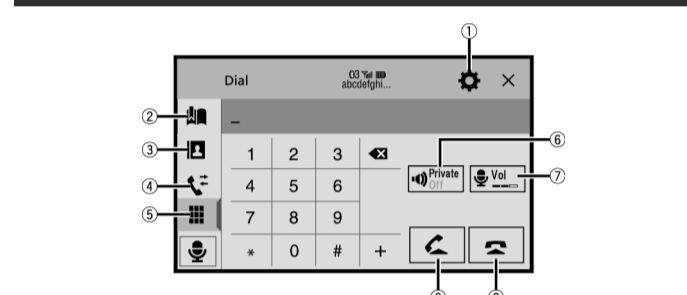 ①
Dial
03
abcdefghi...
②
_
③
1 2 3
⑥
Private
Off
Vol
⑦
④
4 5 6
⑤
7 8 9
* 0 # +